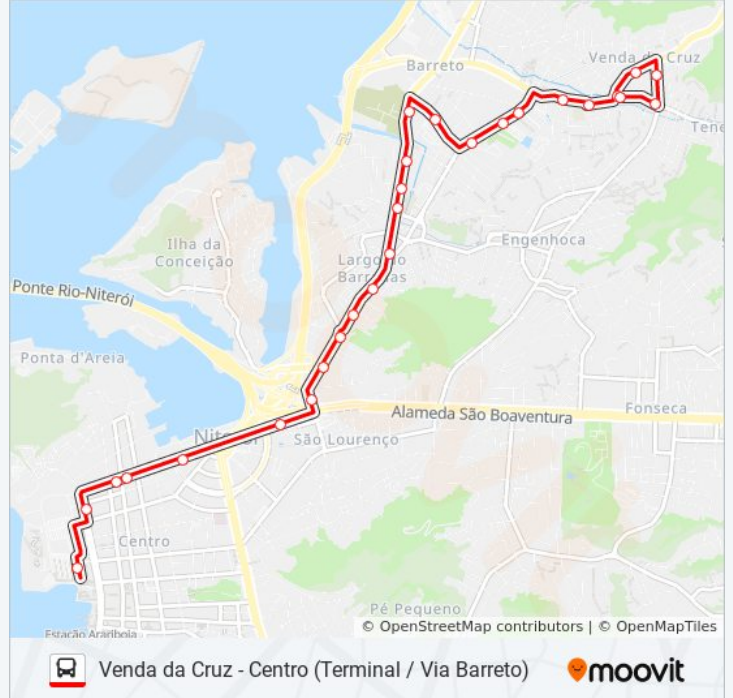 Barreto
Venda da Cruz
Tene
Engenhoca
Ilha da
Conceição
Largo do
Barradas
Ponte Rio-Niterói
Ponta d'Areia
Alameda São Boaventura
Fonseca
Niterói
São Lourenço
Centro
Pé Pequeno
© OpenStreetMap contributors | © OpenMapTiles
Estação Arariboia
Venda da Cruz - Centro (Terminal / Via Barreto)
moovit